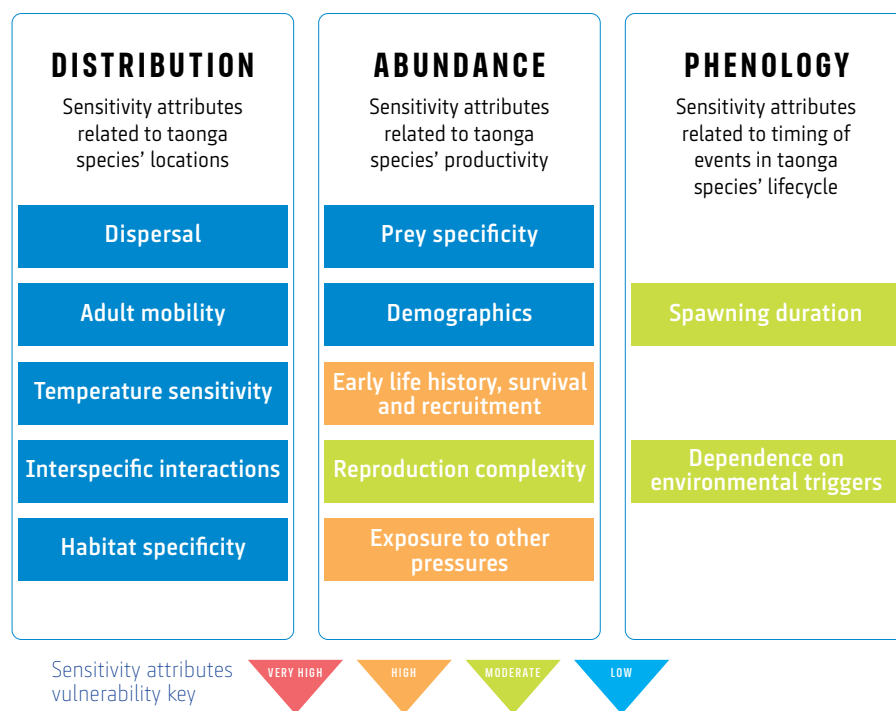 DISTRIBUTION
Sensitivity attributes
related to taonga
species’ locations
Dispersal
Adult mobility
Temperature sensitivity
Interspecific interactions
Habitat specificity
ABUNDANCE
Sensitivity attributes
related to taonga
species’ productivity
Prey specificity
Demographics
Early life history, survival
and recruitment
Reproduction complexity
Exposure to other
pressures
PHENOLOGY
Sensitivity attributes
related to timing of
events in taonga
species’ lifecycle
Spawning duration
Dependence on
environmental triggers
Sensitivity attributes
vulnerability key
VERY HIGH
HIGH
MODERATE
LOW